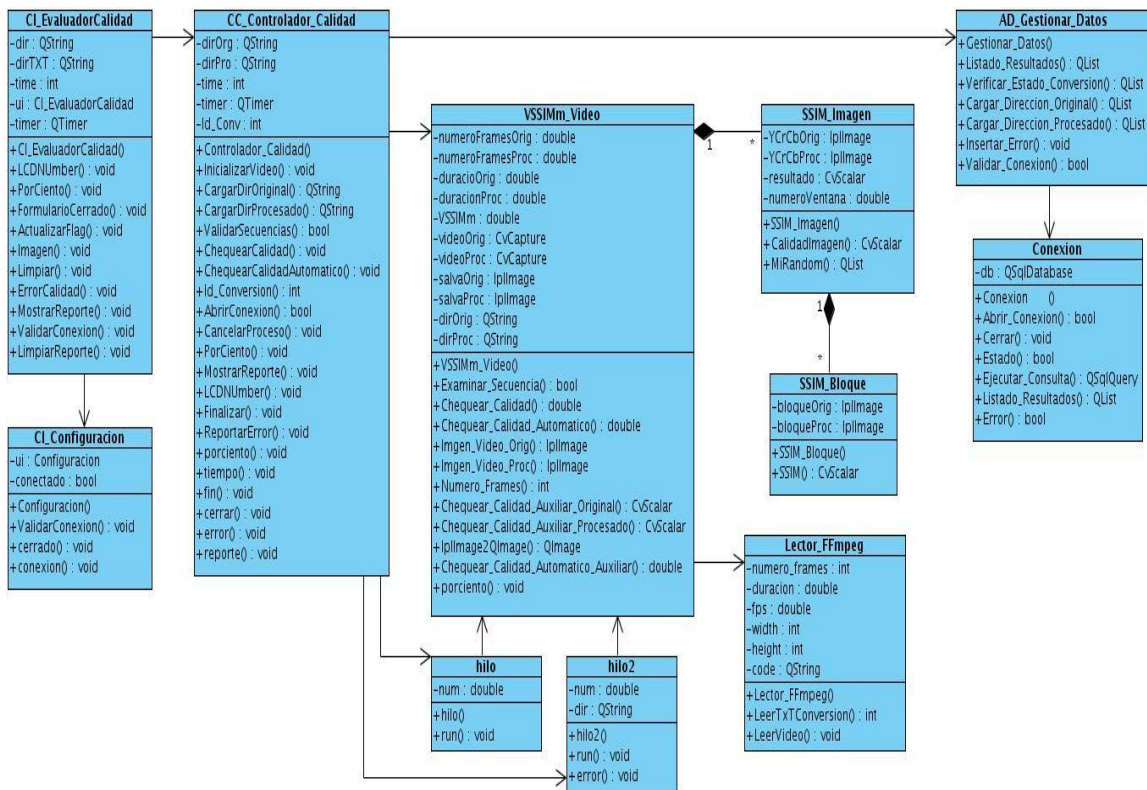 CI_EvaluadorCalidad
-dir : QString
-dirTXT : QString
-time : int
-ui : CI_EvaluadorCalidad
-timer : QTimer
+CI_EvaluadorCalidad()
+LCDNUmber() : void
+PorCiento() : void
+FormularioCerrado() : void
+ActualizarFlag() : void
+Imagen() : void
+Limpiar() : void
+ErrorCalidad() : void
+MostrarReporte() : void
+ValidarConexion() : void
+LimpiarReporte() : void
CI_Configuracion
-ui : Configuracion
-conectado : bool
+Configuracion()
+ValidarConexion() : void
+cerrado() : void
+conexion() : void
CC_Controlador_Calidad
-dirOrg : QString
-dirPro : QString
-time : int
-timer : QTimer
-Id_Conv : int
+Controlador_Calidad()
+InicializarVideo() : void
+CargarDirOriginal() : QString
+CargarDirProcesado() : QString
+ValidarSecuencias() : bool
+ChequearCalidad() : void
+ChequearCalidadAutomatico() : void
+Id_Conversion() : int
+AbrirConexion() : bool
+CancelarProceso() : void
+PorCiento() : void
+MostrarReporte() : void
+LCDNUmber() : void
+Finalizar() : void
+ReportarError() : void
+porciento() : void
+tiempo() : void
+fin() : void
+cerrar() : void
+error() : void
+reporte() : void
VSSIMm_Video
-numeroFramesOrig : double
-numeroFramesProc : double
-duracioOrig : double
-duracionProc : double
-VSSIMm : double
-videoOrig : CvCapture
-videoProc : CvCapture
-salvaOrig : IplImage
-salvaProc : IplImage
-dirOrig : QString
-dirProc : QString
+VSSIMm_Video()
+Examinar_Secuencia() : bool
+Chequear_Calidad() : double
+Chequear_Calidad_Automatico() : double
+Imgen_Video_Orig() : IplImage
+Imgen_Video_Proc() : IplImage
+Numero_Frames() : int
+Chequear_Calidad_Auxiliar_Original() : CvScalar
+Chequear_Calidad_Auxiliar_Procesado() : CvScalar
+IplImage2QImage() : QImage
+Chequear_Calidad_Automatico_Auxiliar() : double
+porciento() : void
hilo
-num : double
+hilo()
+run() : void
hilo2
-num : double
-dir : QString
+hilo2()
+run() : void
+error() : void
1
*
SSIM_Imagen
-YCrCbOrig : IplImage
-YCrCbProc : IplImage
-resultado : CvScalar
-numeroVentana : double
+SSIM_Imagen()
+CalidadImagen() : CvScalar
+MiRandom() : QList
1
*
SSIM_Bloque
-bloqueOrig : IplImage
-bloqueProc : IplImage
+SSIM_Bloque()
+SSIM() : CvScalar
Lector_FFmpeg
-numero_frames : int
-duracion : double
-fps : double
-width : int
-height : int
-code : QString
+Lector_FFmpeg()
+LeerTxTConversion() : int
+LeerVideo() : void
AD_Gestionar_Datos
+Gestionar_Datos()
+Listado_Resultados() : QList
+Verificar_Estado_Conversion() : QList
+Cargar_Direccion_Original() : QList
+Cargar_Direccion_Procesado() : QList
+Insertar_Error() : void
+Validar_Conexion() : bool
Conexion
-db : QSqlDatabase
+Conexion ()
+Abrir_Conexion() : bool
+Cerrar() : void
+Estado() : bool
+Ejecutar_Consulta() : QSqlQuery
+Listado_Resultados() : QList
+Error() : bool